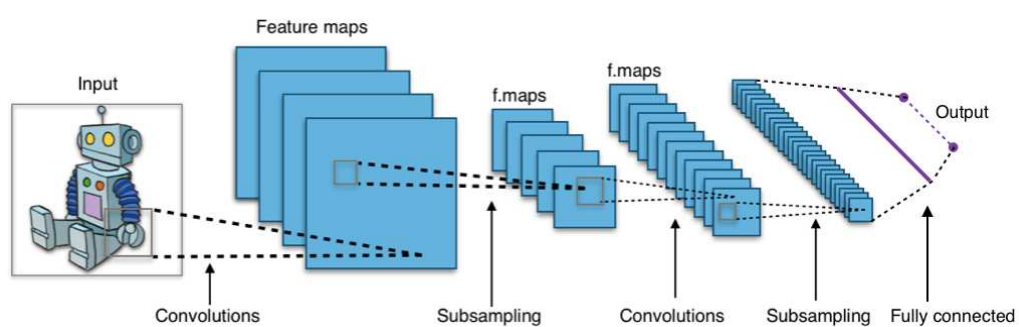 Feature maps
f.maps
Input
f.maps
Output
Convolutions
Subsampling
Convolutions
Subsampling
Fully connected